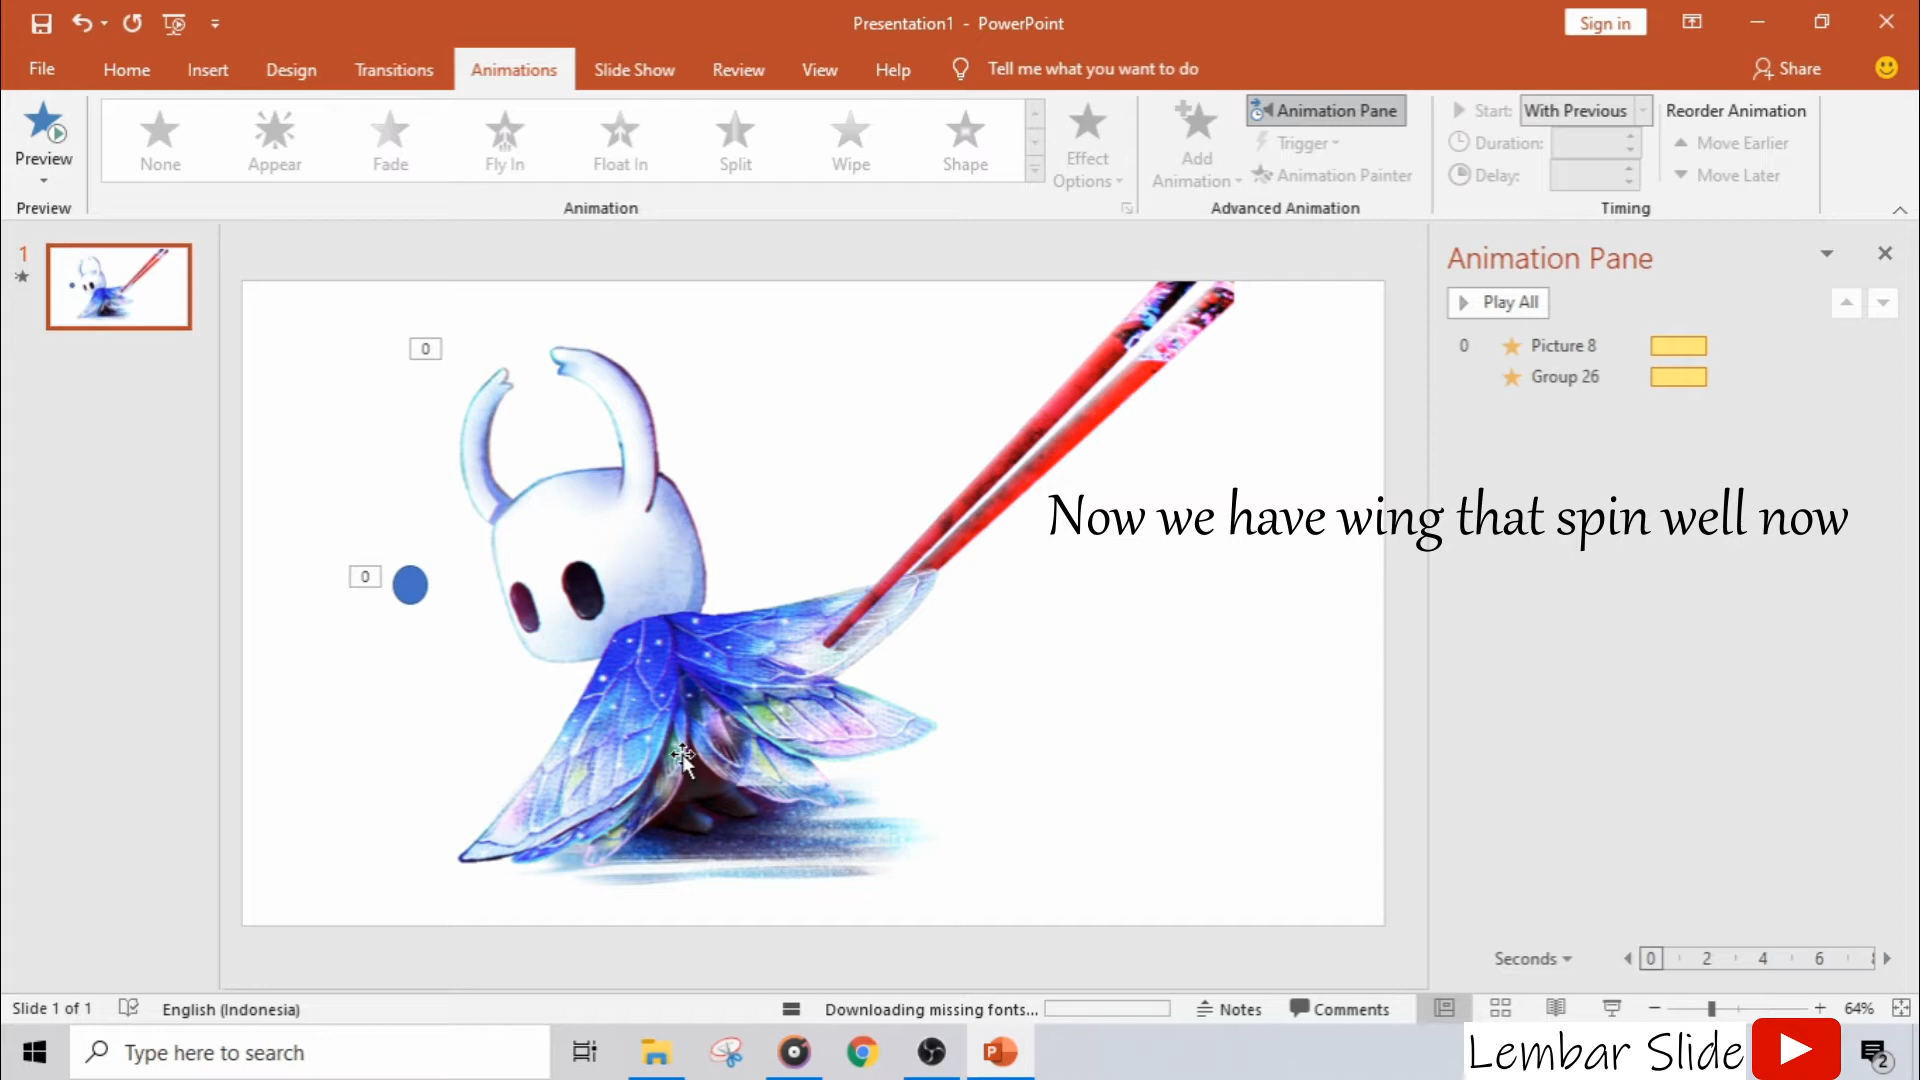 Presentation1 - PowerPoint
Sign in
File Home Insert Design Transitions Animations Slide Show Review View Help Tell me what you want to do Share
Preview
None Appear Fade Fly In Float In Split Wipe Shape
Effect Options
Add Animation
Animation Pane
Trigger
Animation Painter
Start: With Previous
Duration:
Delay:
Reorder Animation
Move Earlier
Move Later
Preview Animation Advanced Animation Timing
1
0
0
Animation Pane
Play All
0 Picture 8
Group 26
Now we have wing that spin well now
Seconds 0 2 4 6
Slide 1 of 1 English (Indonesia) Downloading missing fonts... Notes Comments 64%
Type here to search
Lembar Slide
2